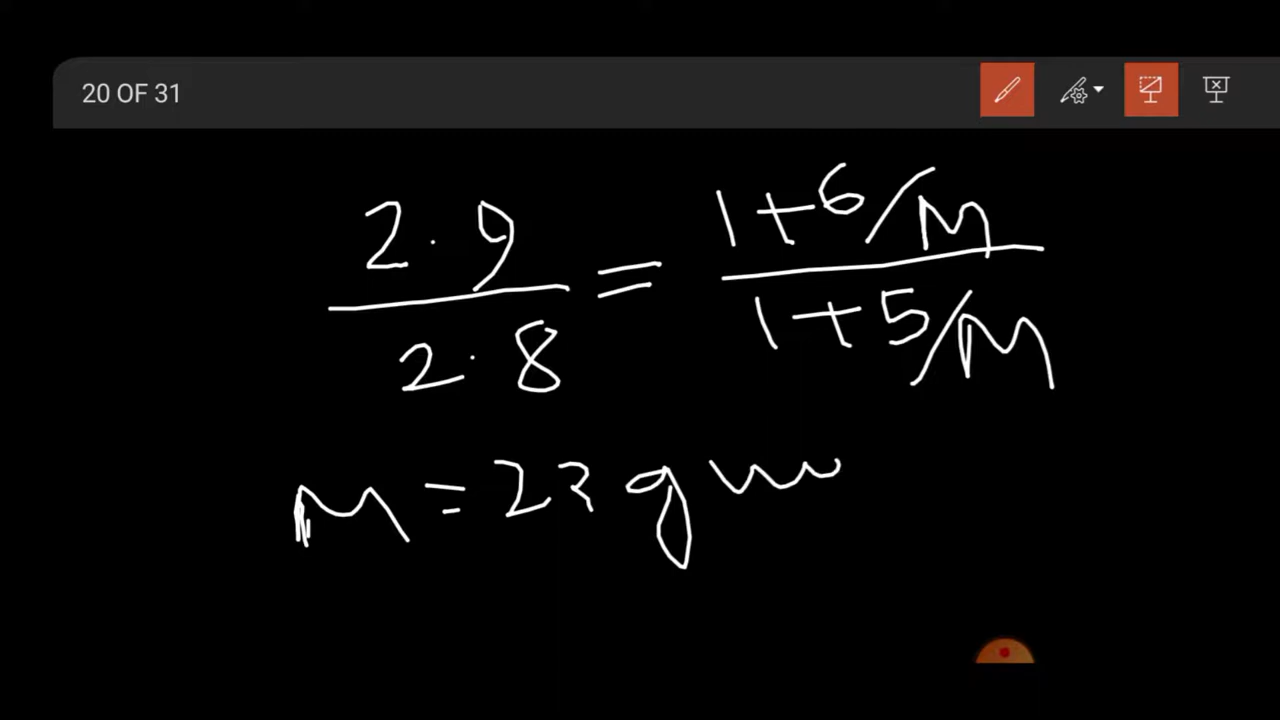 20 OF 31
2.9 / 2.8 = 1+6/M / 1+5/M
M = 23 gm